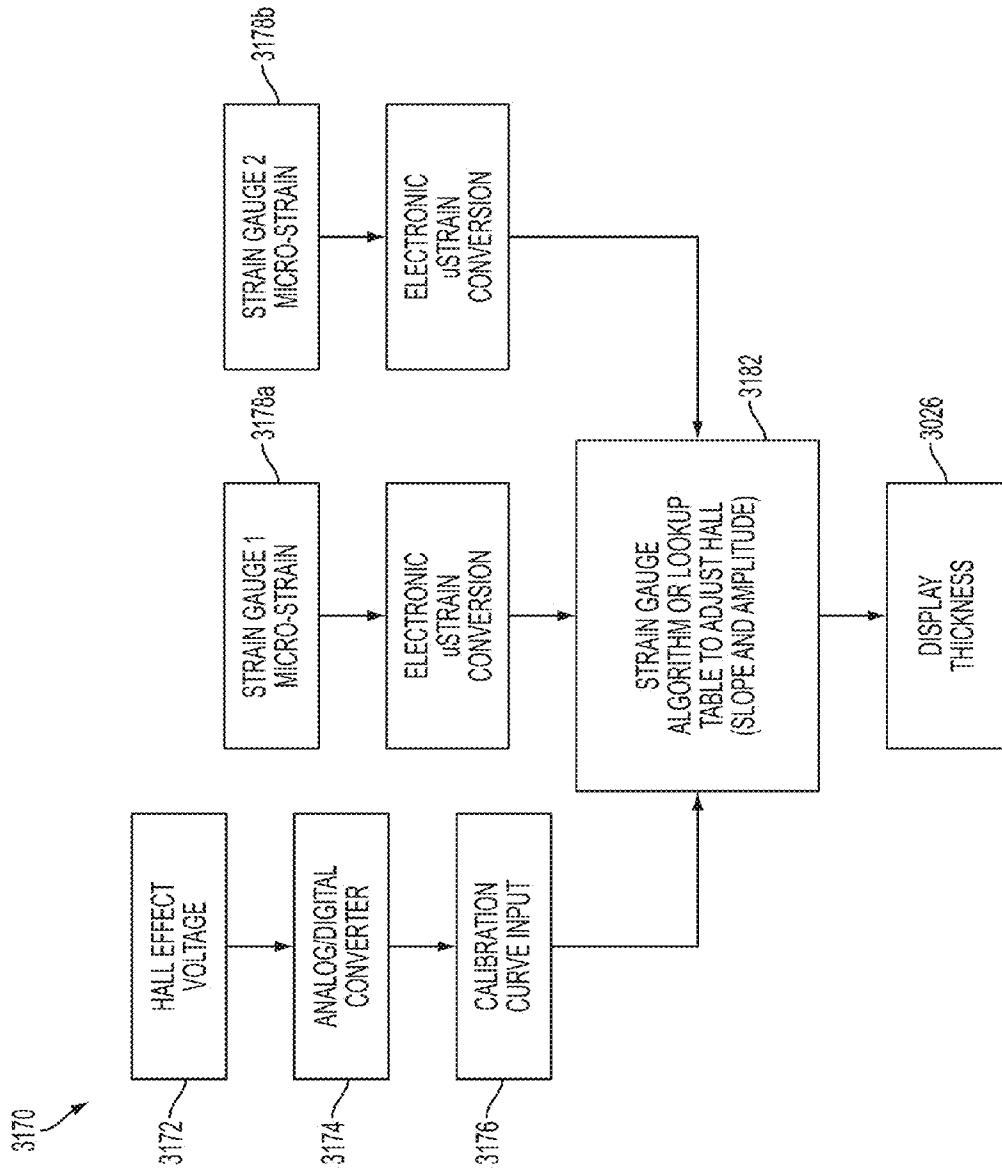 3170
HALL EFFECT
VOLTAGE
3172
ANALOG/DIGITAL
CONVERTER
3174
CALIBRATION
CURVE INPUT
3176
STRAIN GAUGE 1
MICRO-STRAIN
3178a
ELECTRONIC
uSTRAIN
CONVERSION
STRAIN GAUGE 2
MICRO-STRAIN
3178b
ELECTRONIC
uSTRAIN
CONVERSION
STRAIN GAUGE
ALGORITHM OR LOOKUP
TABLE TO ADJUST HALL
(SLOPE AND AMPLITUDE)
3182
DISPLAY
THICKNESS
3026